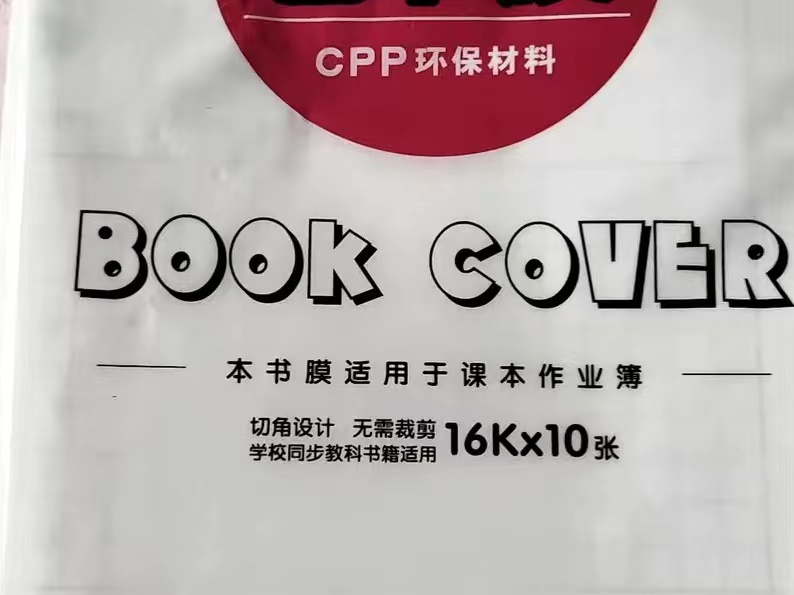 CPP环保材料
BOOK COVER
本书膜适用于课本作业簿
切角设计 无需裁剪
学校同步教科书籍适用
16Kx10张